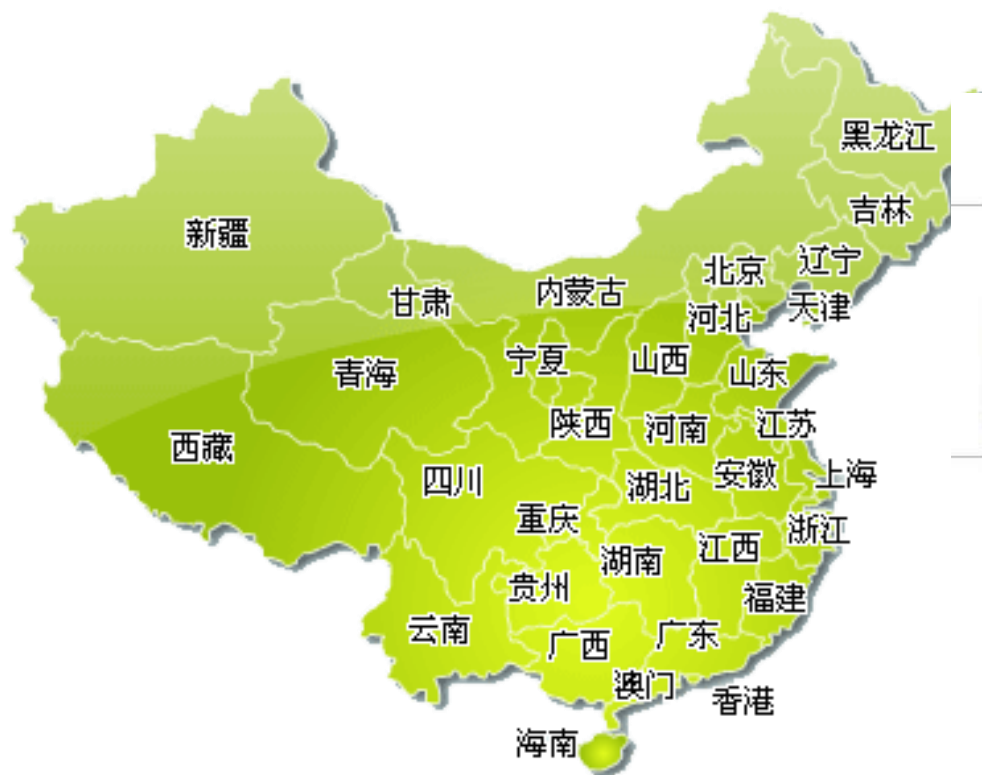 黑龙江
吉林
新疆
辽宁
北京
内蒙古
甘肃
天津
河北
宁夏
山西
山东
青海
陕西
河南
江苏
西藏
四川
湖北
安徽
上海
重庆
浙江
江西
湖南
贵州
福建
云南
广西
广东
澳门
香港
海南